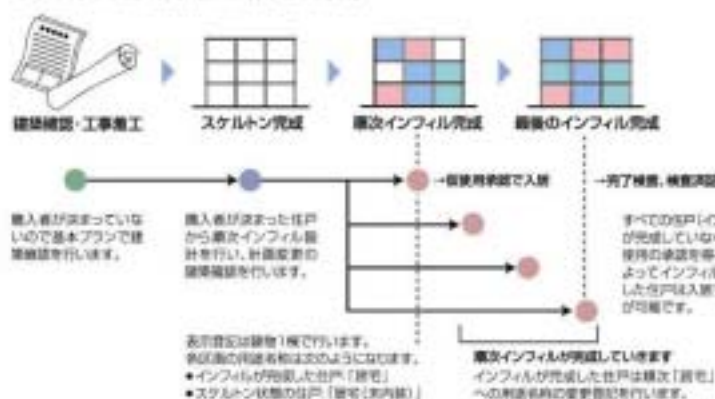 建築確認・工事着工
スケルトン完成
順次インフィル完成
最後のインフィル完成
→仮使用承認で入居
→完了検査、検査済証
購入者が決まっていな
いので基本プランで建
築確認を行います。
購入者が決まった住戸
から順次インフィル設
計を行い、計画変更の
建築確認を行います。
すべての住戸(イ
が完成していな
使用の承認を得
よってインフィル
した住戸は入居
が可能です。
表示登記は建物1棟で行います。
各区画の用途名称は次のようになります。
●インフィルが完成した住戸「居宅」
●スケルトン状態の住戸「居宅(未内装)」
順次インフィルが完成していきます
インフィルが完成した住戸は順次「居宅」
への用途名称の変更登記を行います。